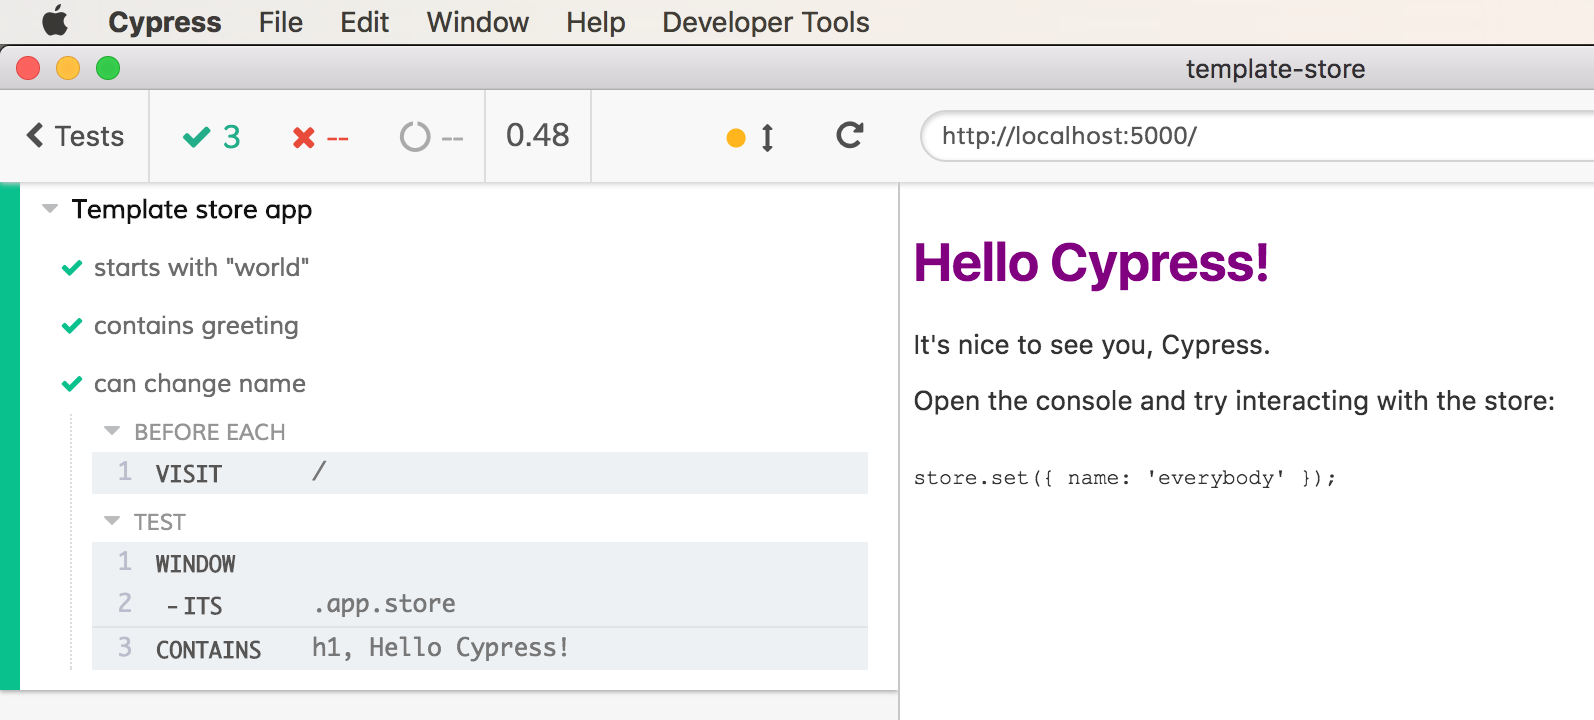 Cypress File Edit Window Help Developer Tools
template-store
Tests 3 -- -- 0.48 http://localhost:5000/
Template store app
starts with "world"
contains greeting
can change name
BEFORE EACH
1 VISIT /
TEST
1 WINDOW
2 -ITS .app.store
3 CONTAINS h1, Hello Cypress!
Hello Cypress!
It's nice to see you, Cypress.
Open the console and try interacting with the store:
store.set({ name: 'everybody' });